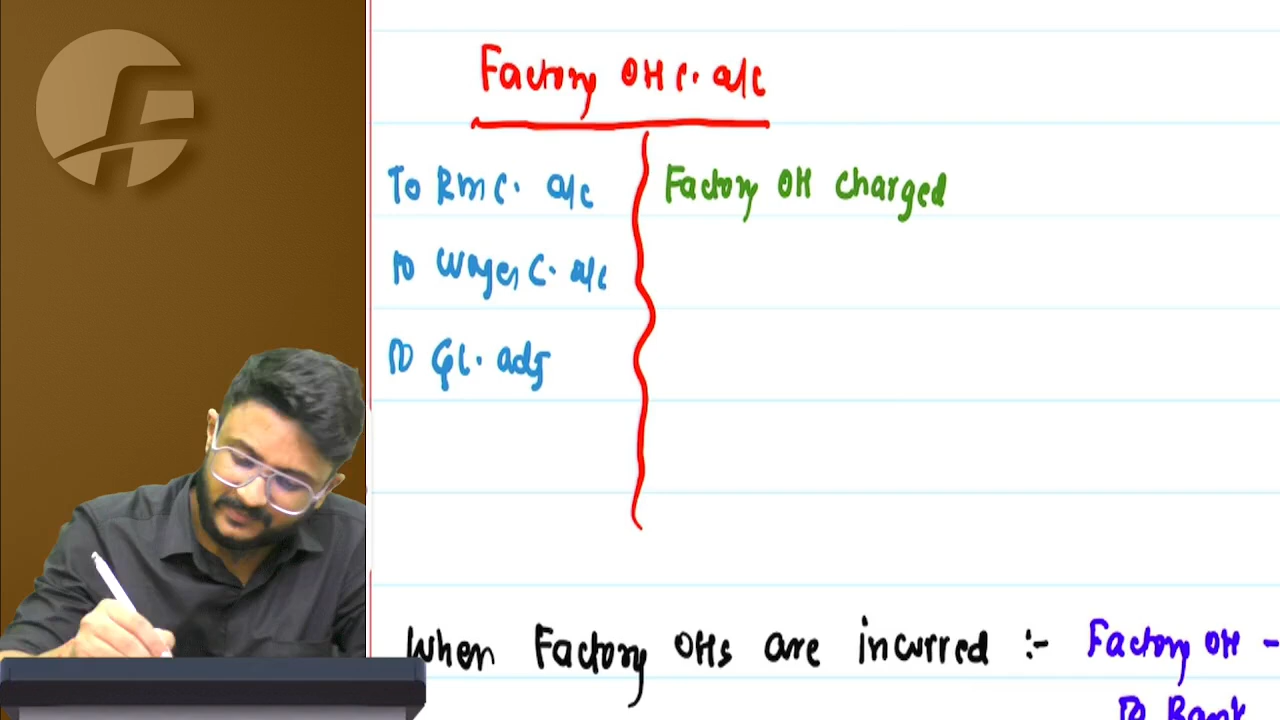 Factory OH C. a/c
To Rm C. a/c
Factory OH Charged
To Wages C. a/c
To GL. adj
When Factory OHs are incurred :- Factory OH -
To Bank